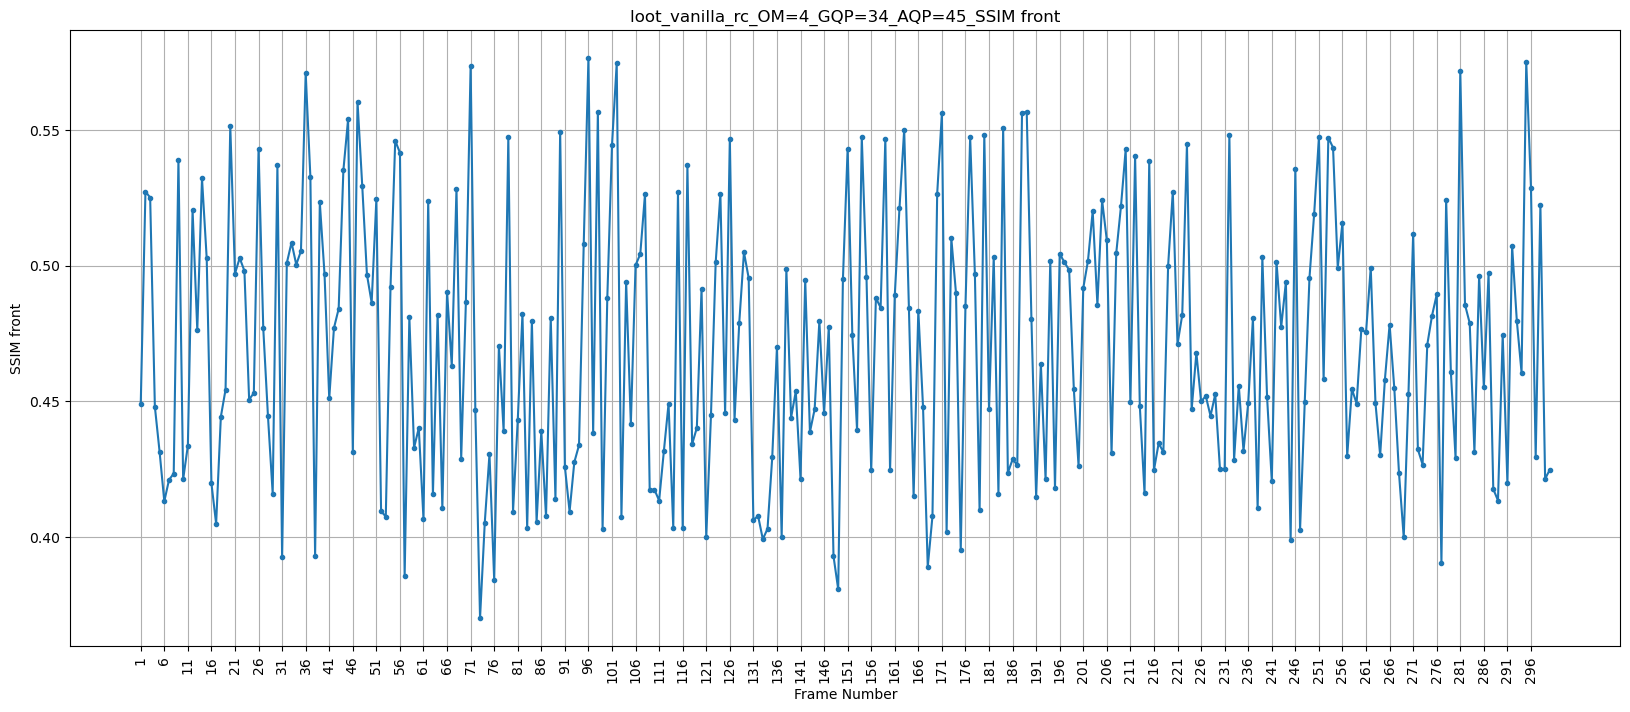 loot_vanilla_rc_OM=4_GQP=34_AQP=45_SSIM front
SSIM front
0.55
0.50
0.45
0.40
1 6 11 16 21 26 31 36 41 46 51 56 61 66 71 76 81 86 91 96 101 106 111 116 121 126 131 136 141 146 151 156 161 166 171 176 181 186 191 196 201 206 211 216 221 226 231 236 241 246 251 256 261 266 271 276 281 286 291 296
Frame Number